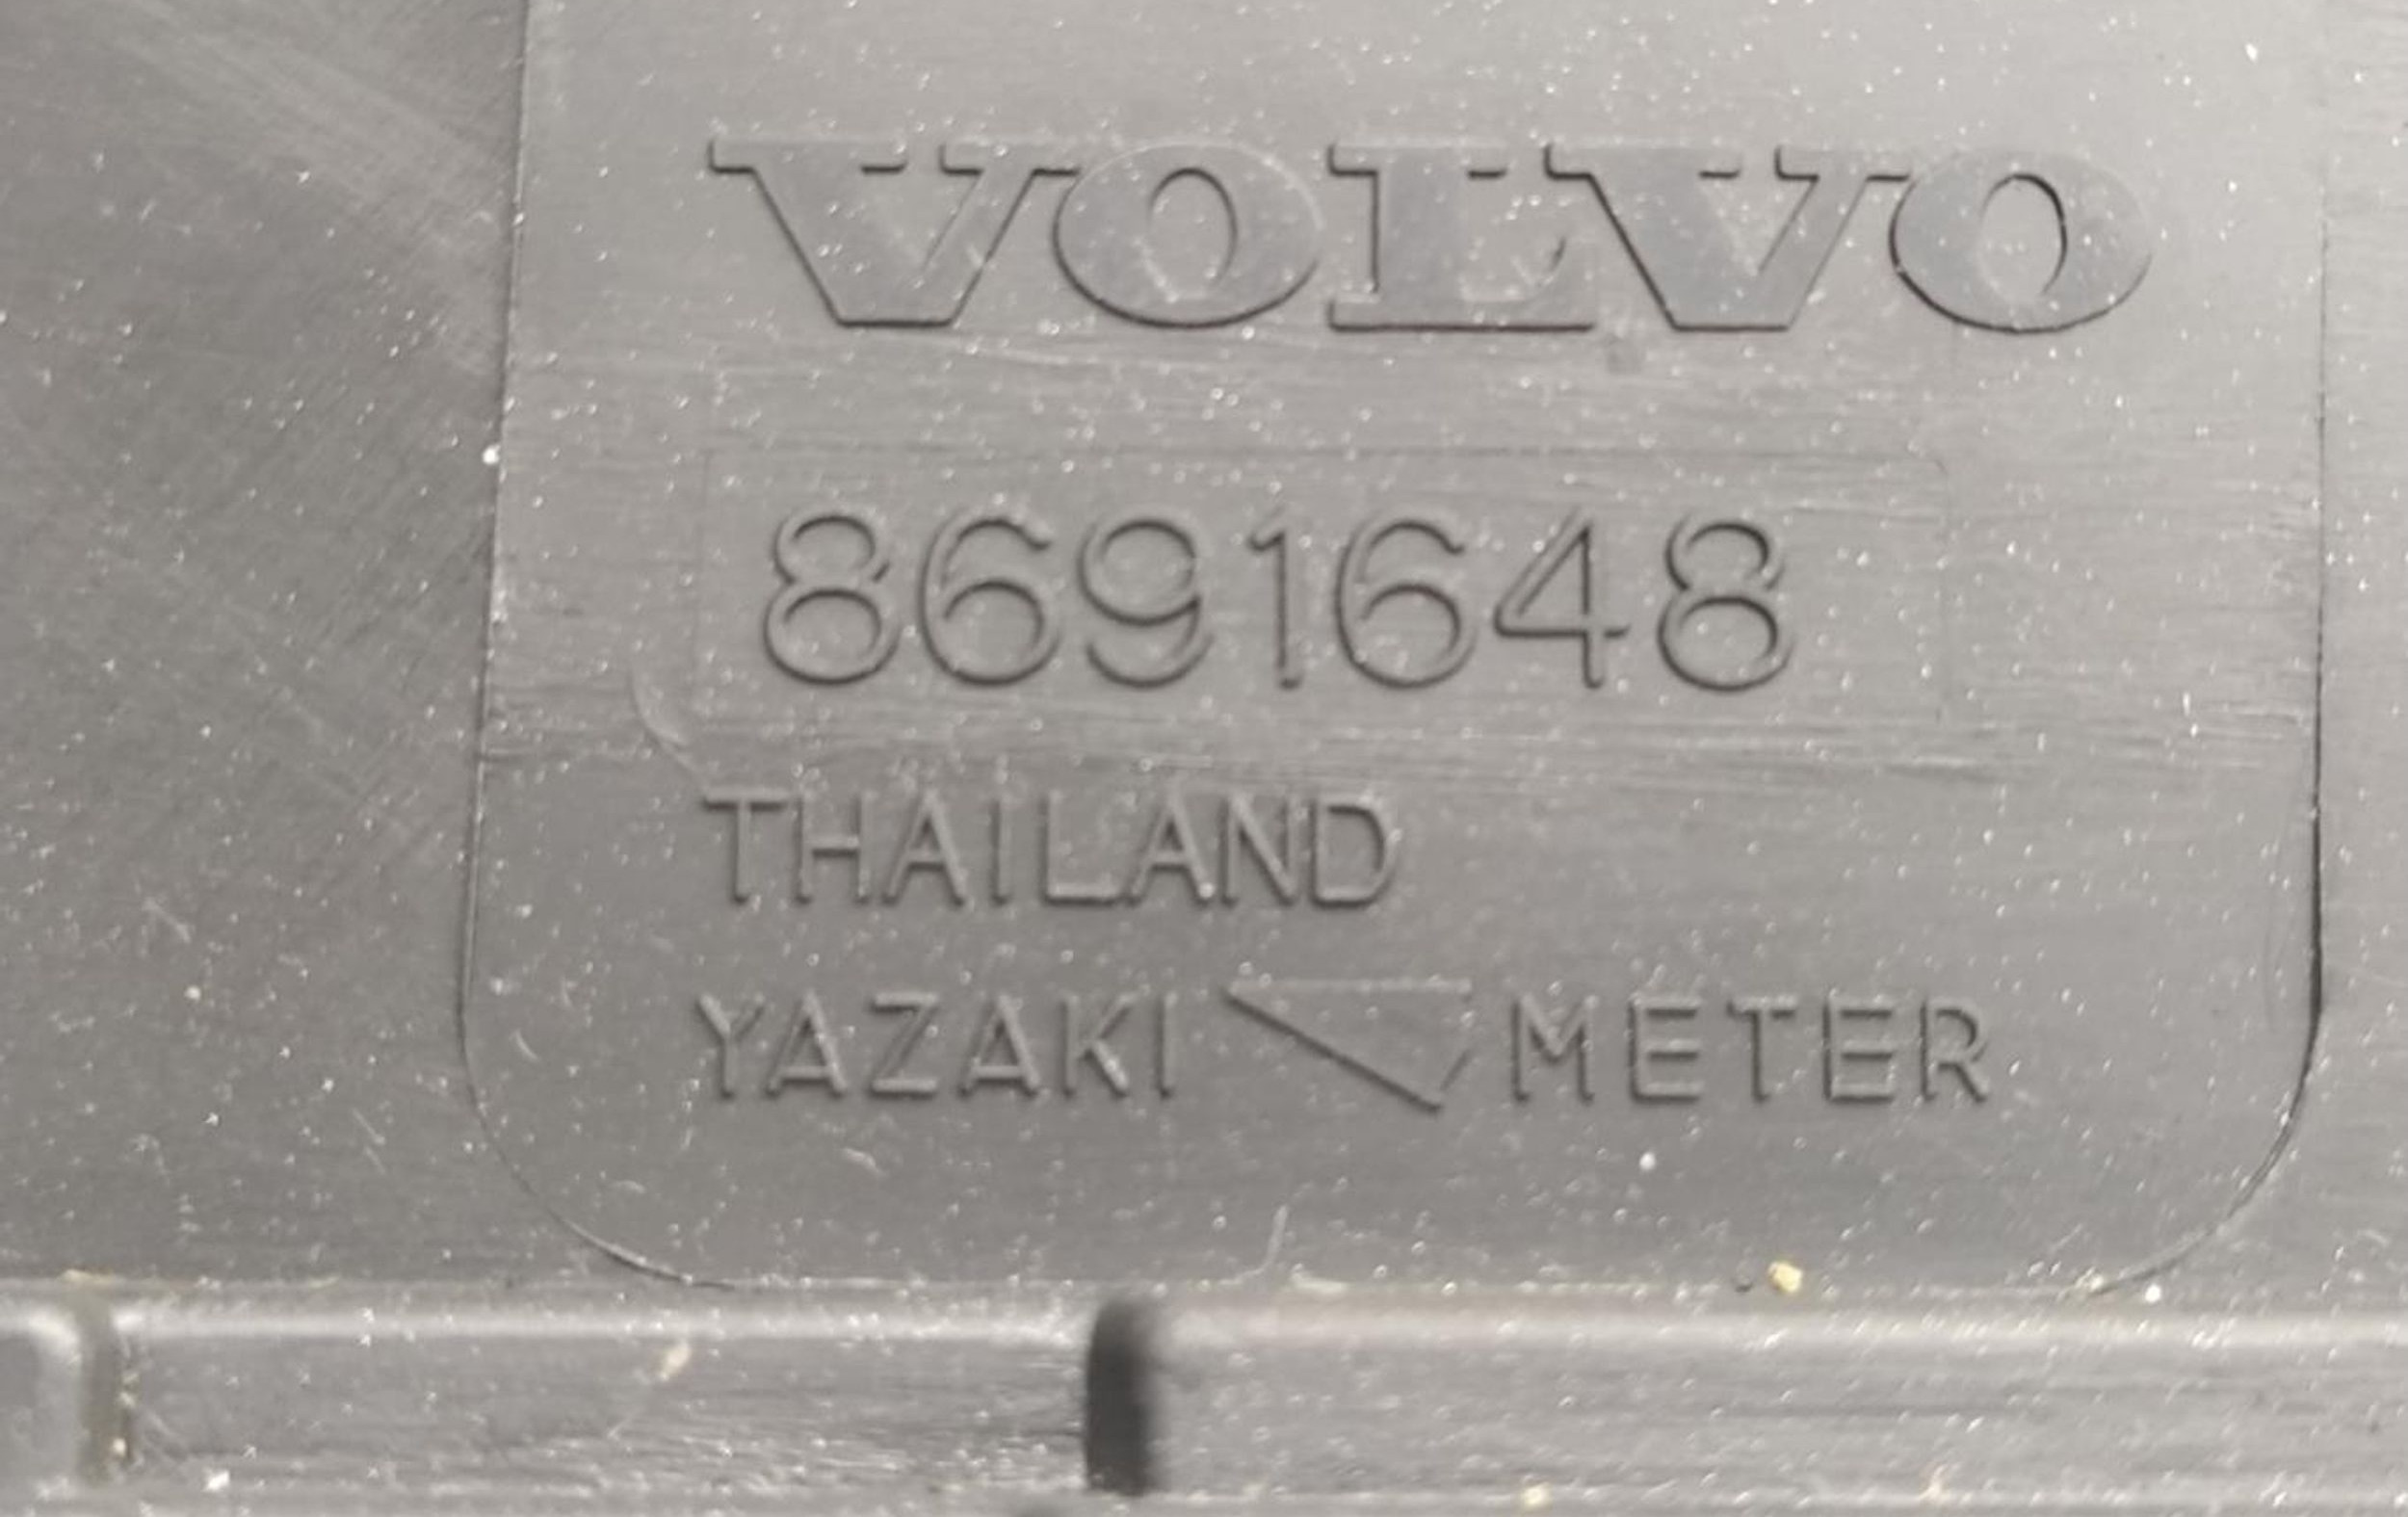 VOLVO
8691648
THAILAND
YAZAKI METER